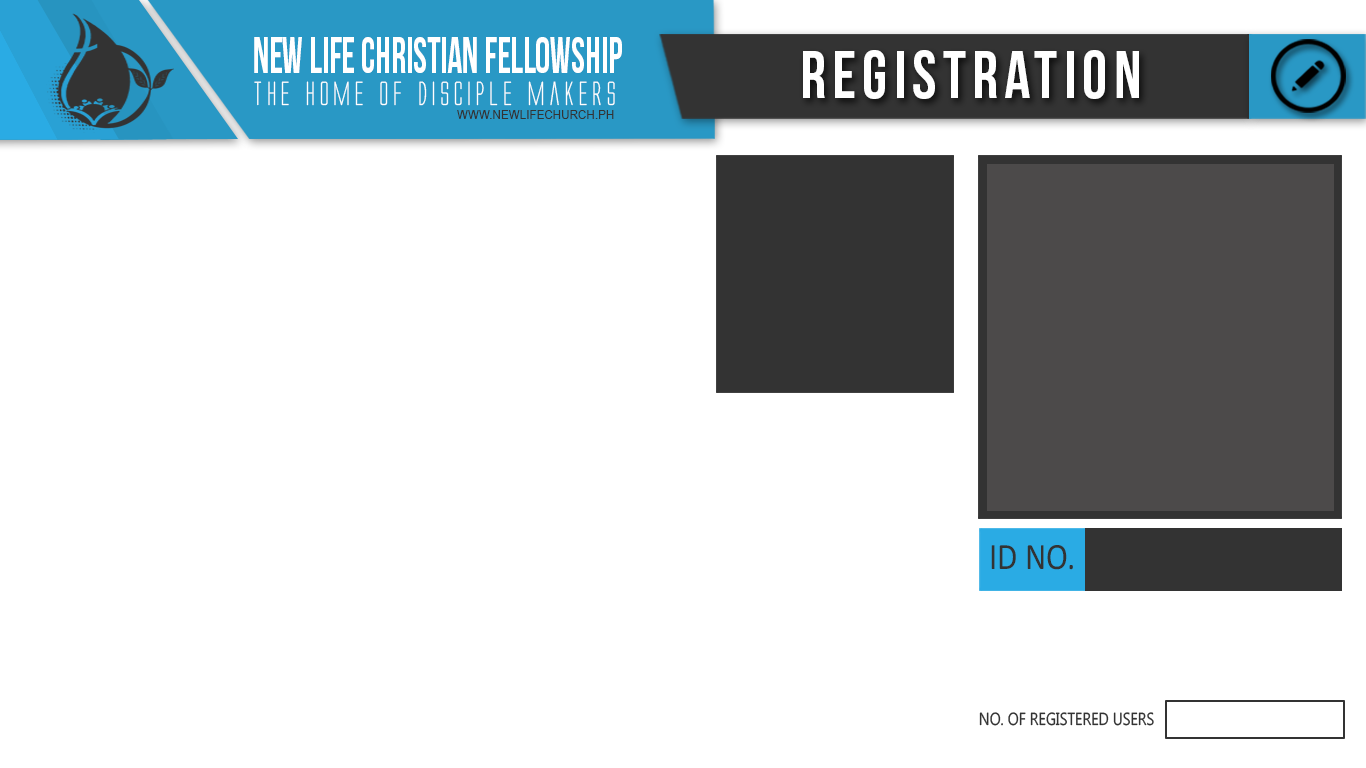 NEW LIFE CHRISTIAN FELLOWSHIP
THE HOME OF DISCIPLE MAKERS
WWW.NEWLIFECHURCH.PH
REGISTRATION
ID NO.
NO. OF REGISTERED USERS